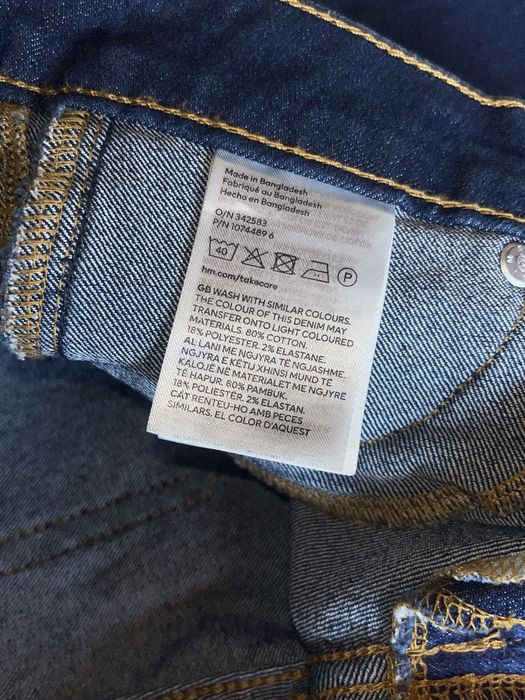 Made in Bangladesh
Fabriqué au Bangladesh
Hecho en Bangladesh
O/N 342583
P/N 1074489 6
40 P
hm.com/takecare
GB WASH WITH SIMILAR COLOURS.
THE COLOUR OF THIS DENIM MAY
TRANSFER ONTO LIGHT COLOURED
MATERIALS. 80% COTTON.
18% POLYESTER. 2% ELASTANE.
AL LANI ME NGJYRA TË NGJASHME.
NGJYRA E KËTIJ XHINSI MUND TË
KALOJË NË MATERIALET ME NGJYRË
TË HAPUR. 80% PAMBUK.
18% POLIESTER. 2% ELASTAN.
CAT RENTEU-HO AMB PECES
SIMILARS. EL COLOR D'AQUEST